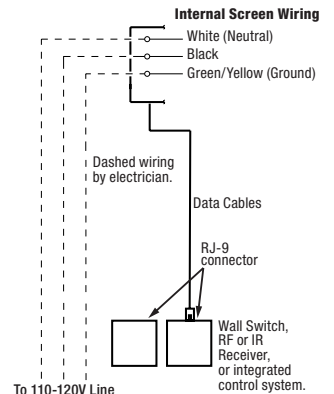 Internal Screen Wiring
White (Neutral)
Black
Green/Yellow (Ground)
Dashed wiring
by electrician.
Data Cables
RJ-9
connector
Wall Switch,
RF or IR
Receiver,
or integrated
control system.
To 110-120V Line